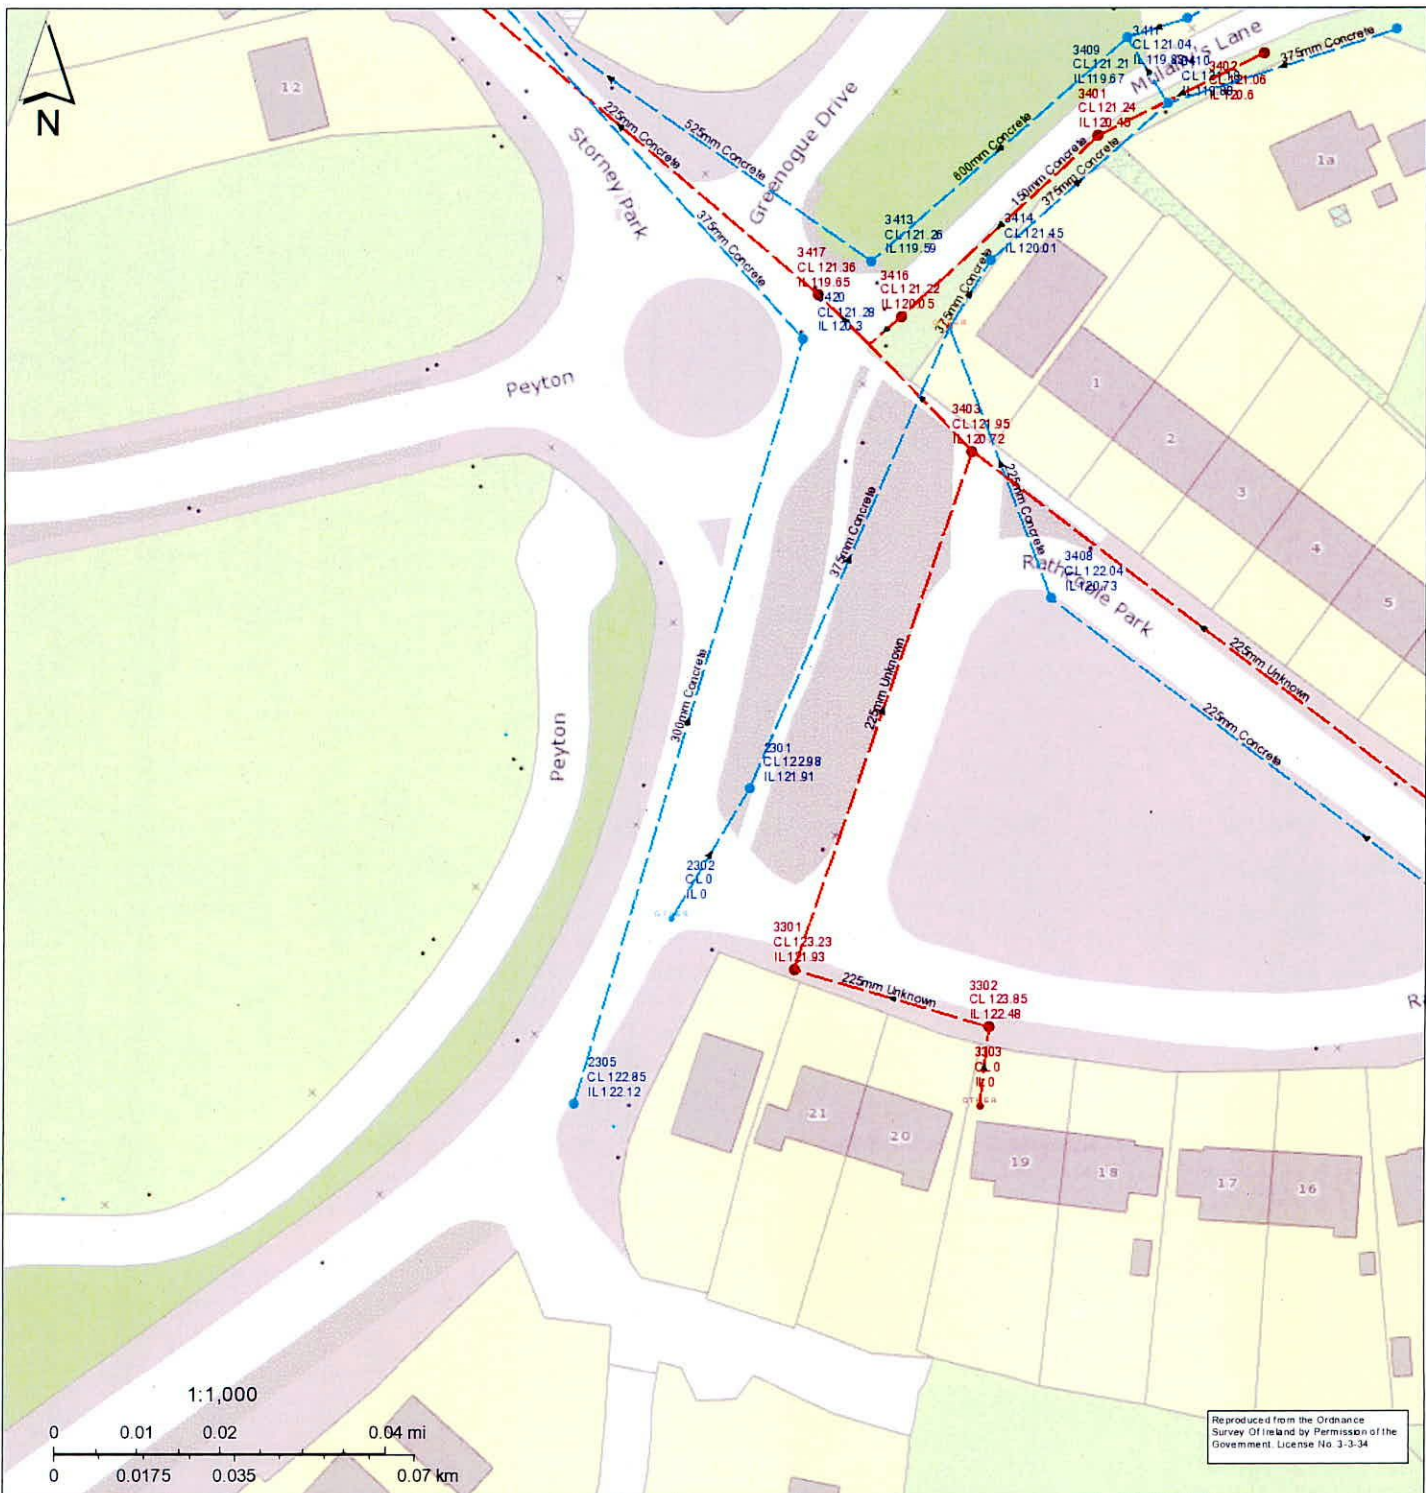 N
12
Storney Park
Greenogue Drive
225mm Concrete
525mm Concrete
375mm Concrete
600mm Concrete
3411
CL 121.04
3409
CL 121.21
IL 119.67
Mulally's Lane
375mm Concrete
3402
CL 121.06
IL 120.6
3401
CL 121.24
IL 120.45
150mm Concrete
375mm Concrete
1a
3413
CL 121.26
IL 119.59
3414
CL 121.45
IL 120.01
3417
CL 121.36
IL 119.65
3416
CL 121.22
IL 120.05
3420
CL 121.28
IL 120.3
375mm Concrete
Peyton
3403
CL 121.95
IL 120.72
1
2
3
4
5
225mm Concrete
375mm Concrete
3408
CL 122.04
IL 120.73
Rathcoole Park
225mm Unknown
225mm Unknown
225mm Concrete
300mm Concrete
Peyton
2301
CL 122.98
IL 121.91
2302
CL 0
IL 0
OTHER
3301
CL 123.23
IL 121.93
225mm Unknown
3302
CL 123.85
IL 122.48
R
3303
CL 0
IL 0
OTHER
2305
CL 122.85
IL 122.12
21
20
19
18
17
16
1:1,000
0 0.01 0.02 0.04 mi
0 0.0175 0.035 0.07 km
Reproduced from the Ordnance
Survey Of Ireland by Permission of the
Government. License No. 3-3-34